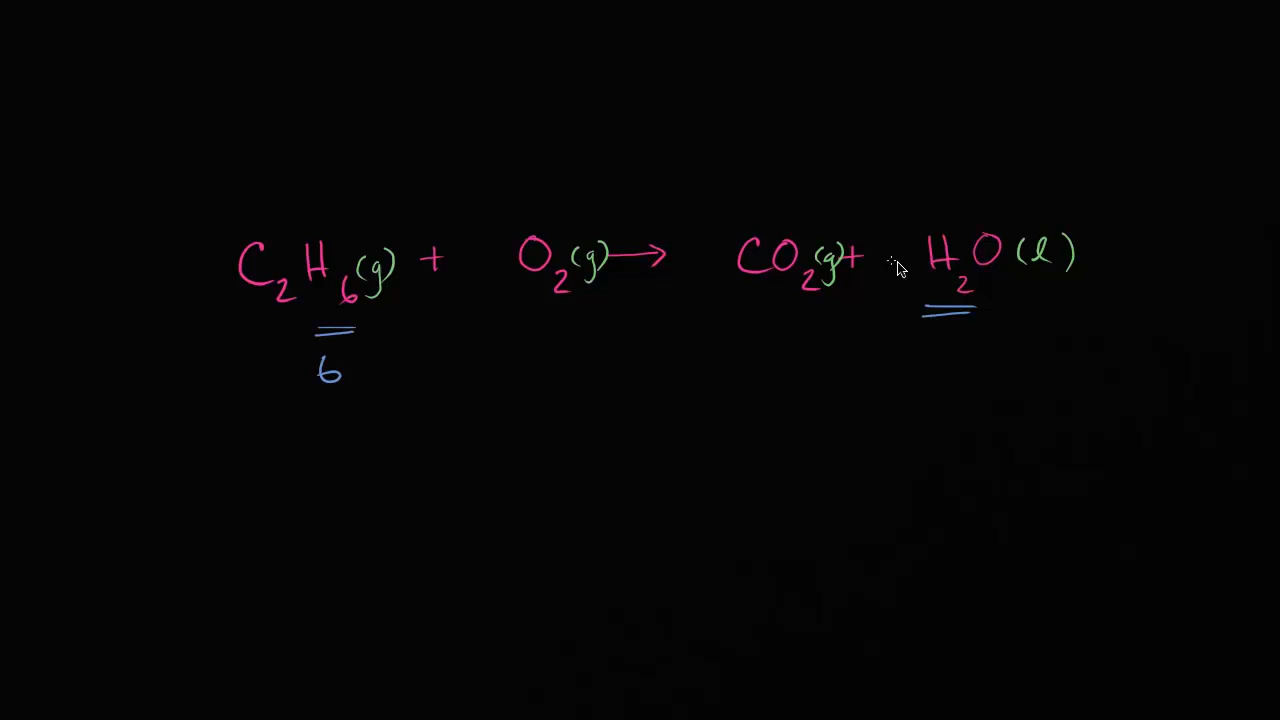 C₂H₆(g) + O₂(g) → CO₂(g) + H₂O(l)
6